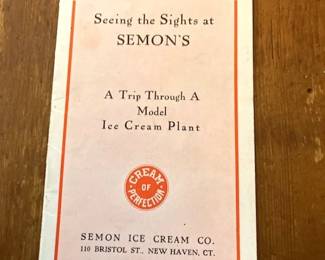 Seeing the Sights at
SEMON'S
A Trip Through A
Model
Ice Cream Plant
CREAM
OF
PERFECTION
SEMON ICE CREAM CO.
110 BRISTOL ST., NEW HAVEN, CT.